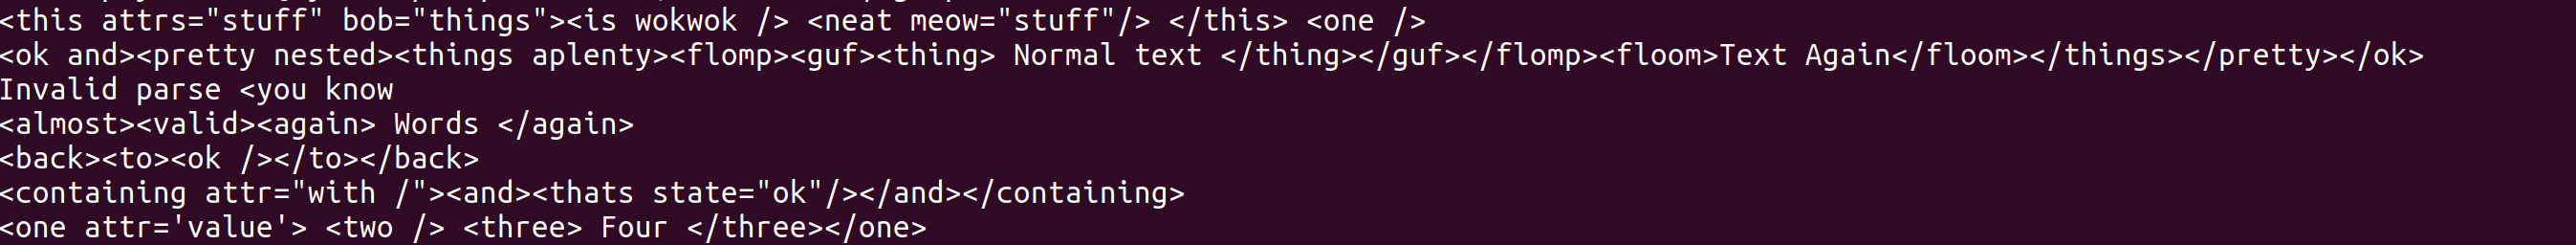 <this attrs="stuff" bob="things"><is wokwok /> <neat meow="stuff"/> </this> <one />
<ok and><pretty nested><things aplenty><flomp><guf><thing> Normal text </thing></guf></flomp><floom>Text Again</floom></things></pretty></ok>
Invalid parse <you know
<almost><valid><again> Words </again>
<back><to><ok /></to></back>
<containing attr="with /"><and><thats state="ok"/></and></containing>
<one attr='value'> <two /> <three> Four </three></one>